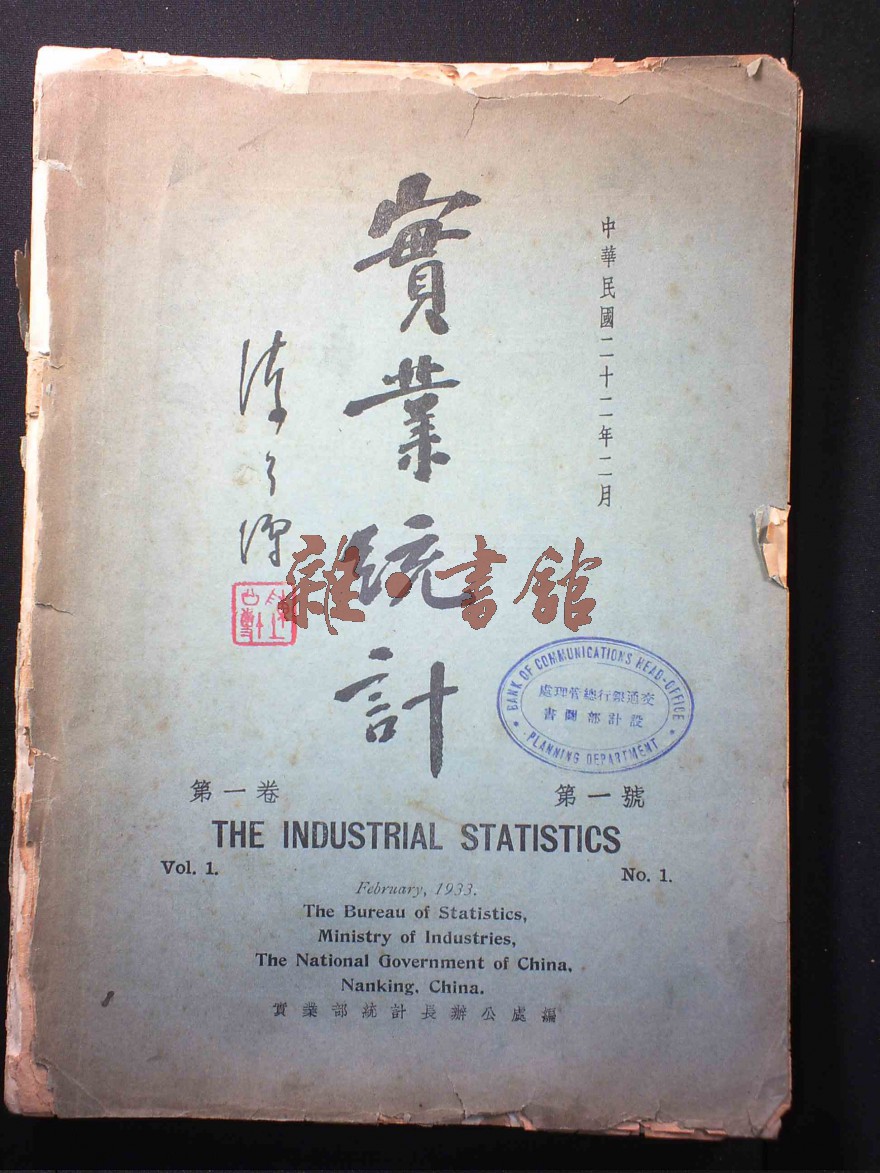 中華民國二十二年二月
實業統計
雜·書館
BANK OF COMMUNICATIONS HEAD-OFFICE
交通銀行總管理處
設計部圖書
PLANNING DEPARTMENT
第一卷
第一號
THE INDUSTRIAL STATISTICS
Vol. 1.
No. 1.
February, 1933.
The Bureau of Statistics,
Ministry of Industries,
The National Government of China,
Nanking, China.
實業部統計長辦公處編